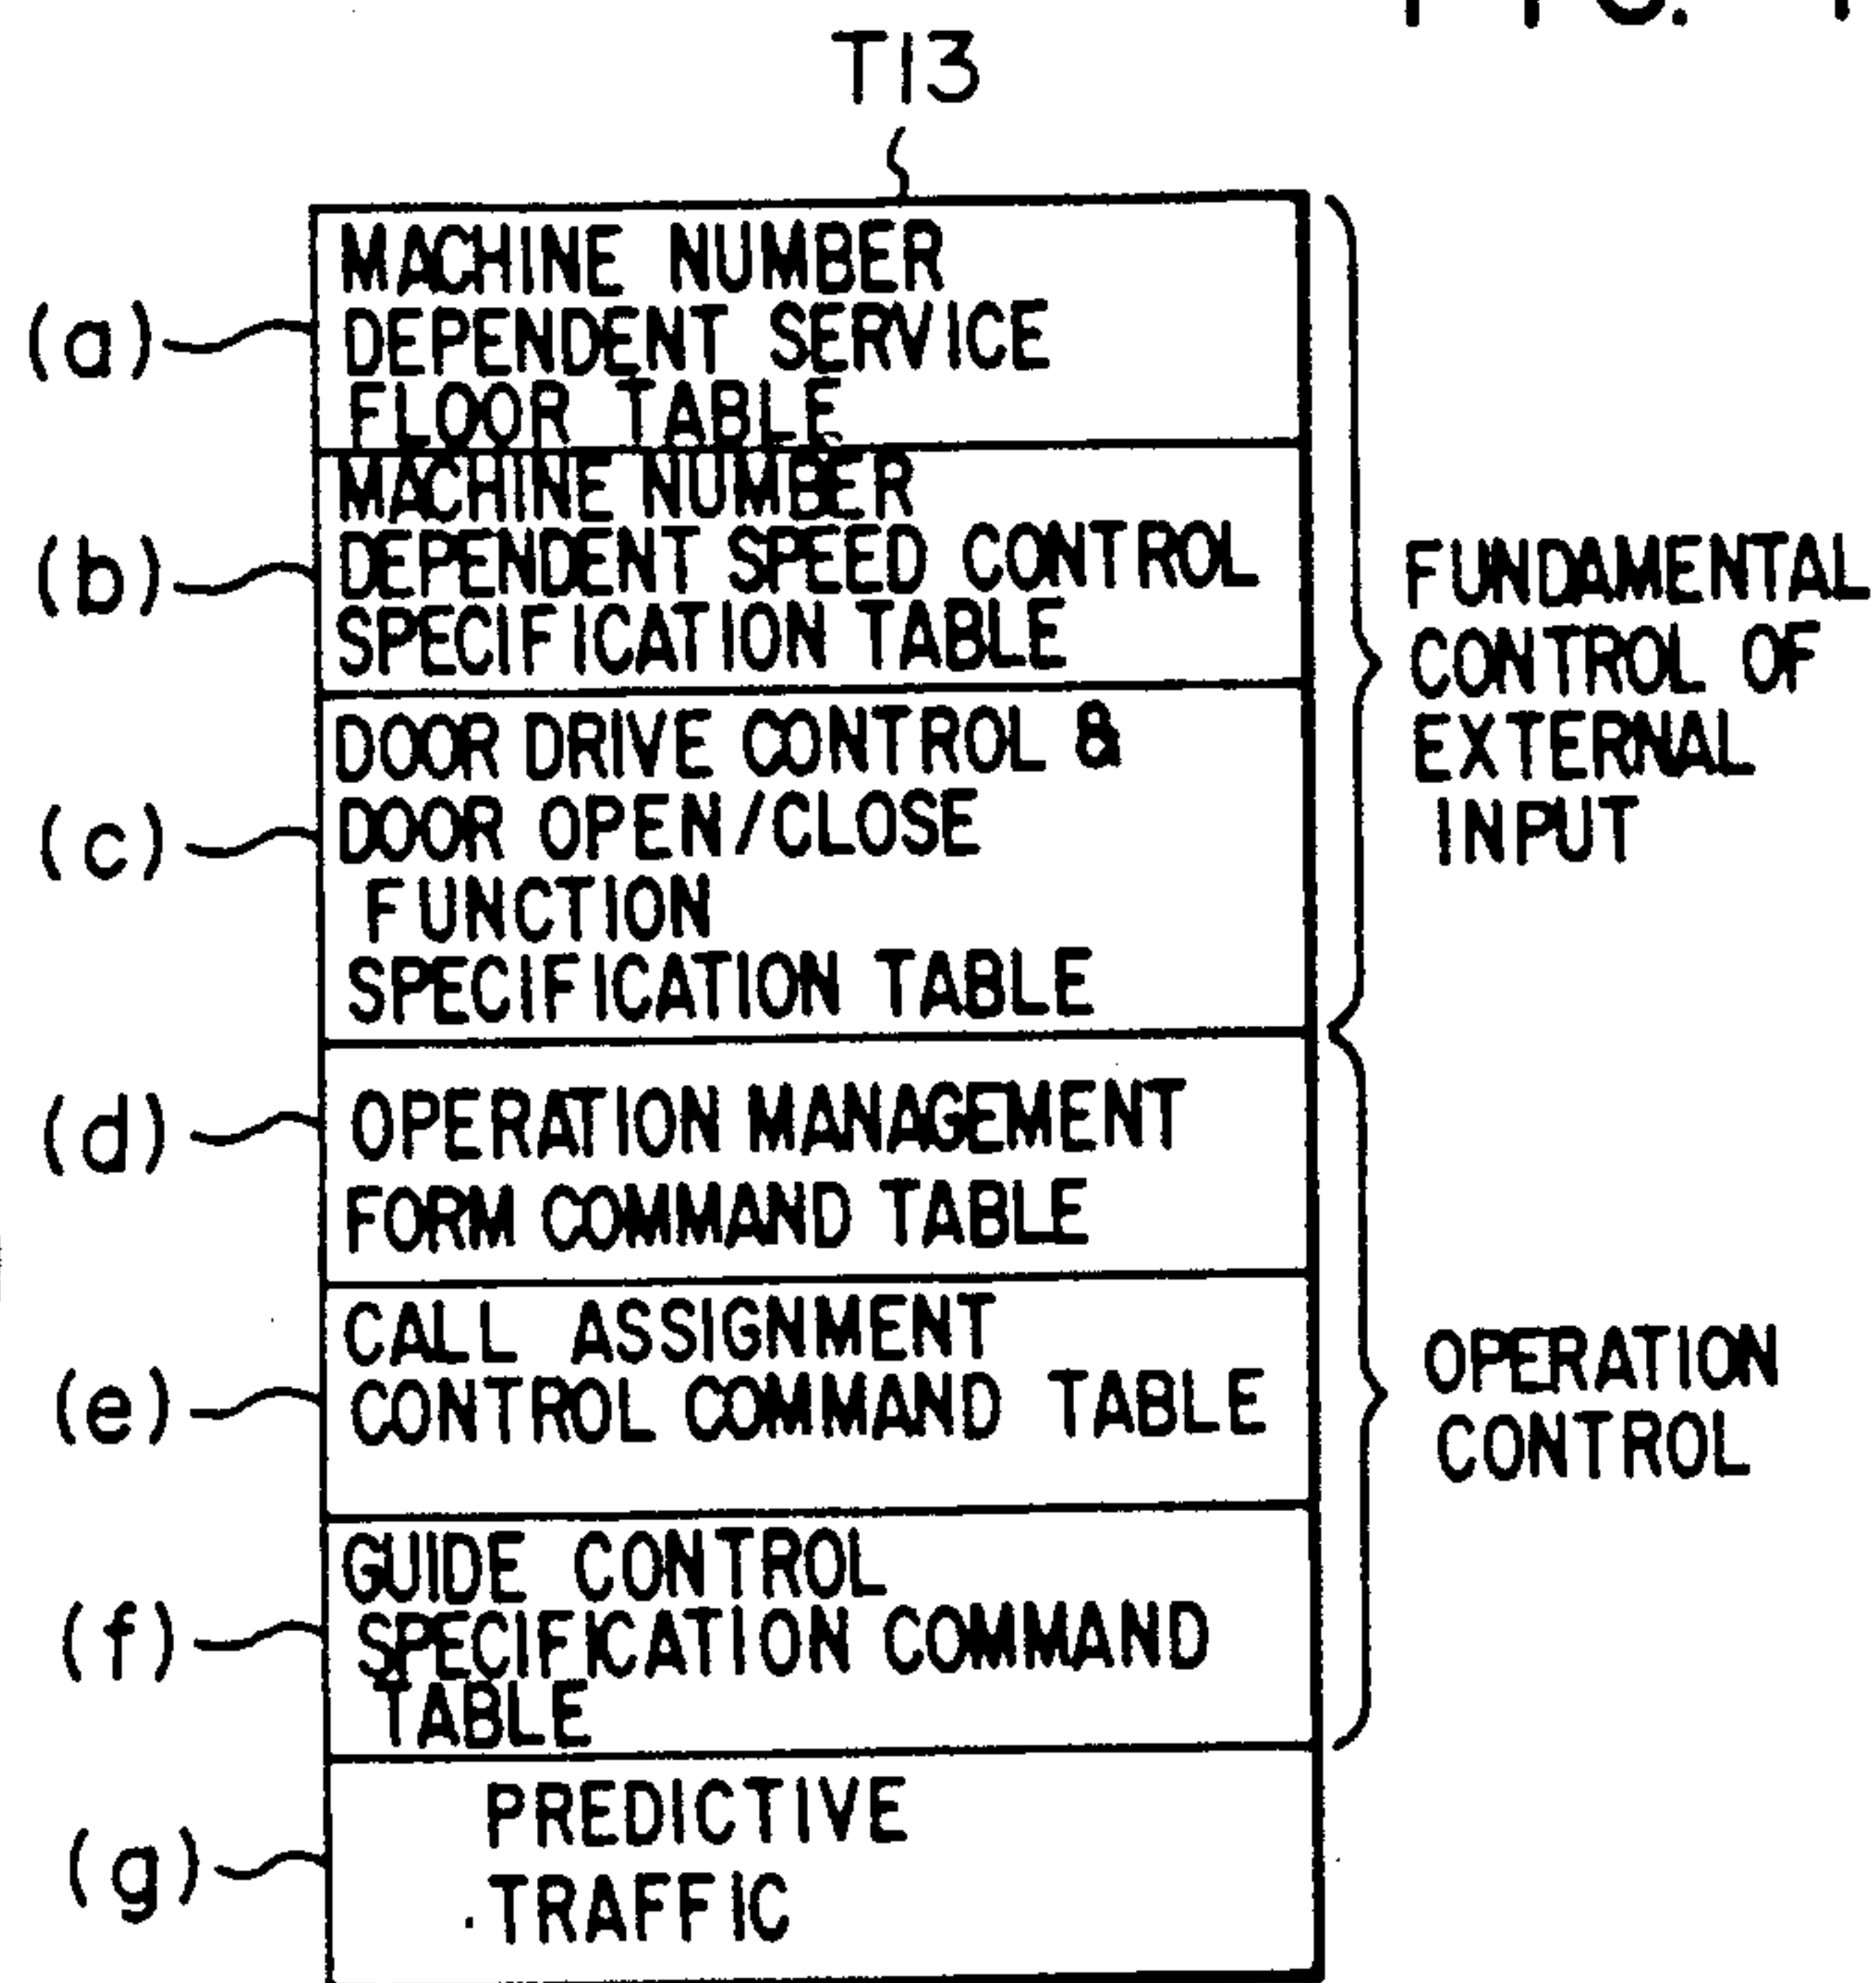 T13
(a)
MACHINE NUMBER
DEPENDENT SERVICE
FLOOR TABLE
(b)
MACHINE NUMBER
DEPENDENT SPEED CONTROL
SPECIFICATION TABLE
(c)
DOOR DRIVE CONTROL &
DOOR OPEN/CLOSE
FUNCTION
SPECIFICATION TABLE
FUNDAMENTAL
CONTROL OF
EXTERNAL
INPUT
(d)
OPERATION MANAGEMENT
FORM COMMAND TABLE
(e)
CALL ASSIGNMENT
CONTROL COMMAND TABLE
(f)
GUIDE CONTROL
SPECIFICATION COMMAND
TABLE
OPERATION
CONTROL
(g)
PREDICTIVE
TRAFFIC